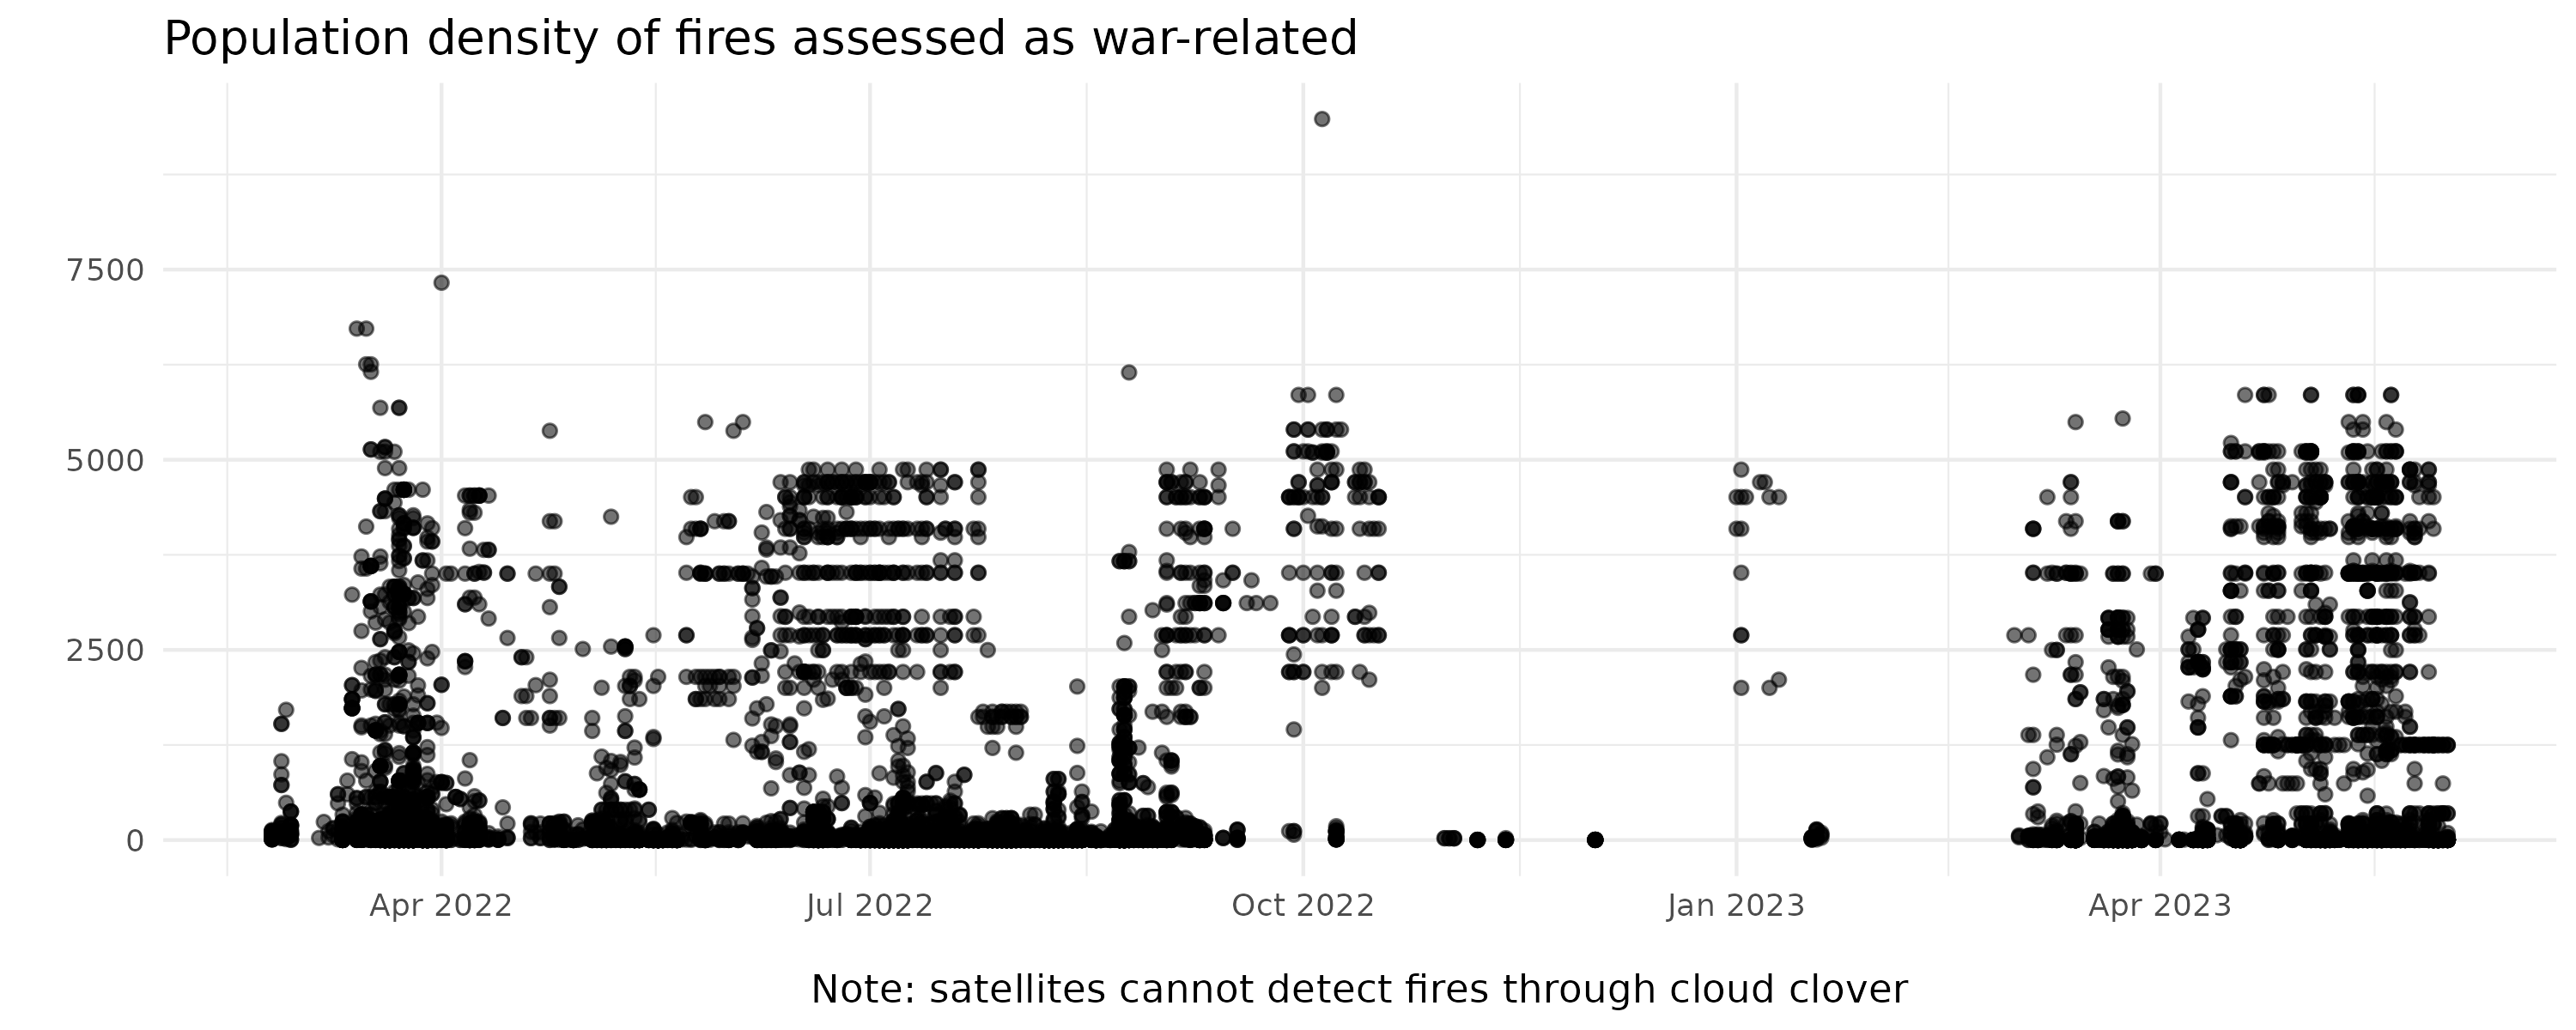 Population density of fires assessed as war-related
7500
5000
2500
0
Apr 2022 Jul 2022 Oct 2022 Jan 2023 Apr 2023
Note: satellites cannot detect fires through cloud clover